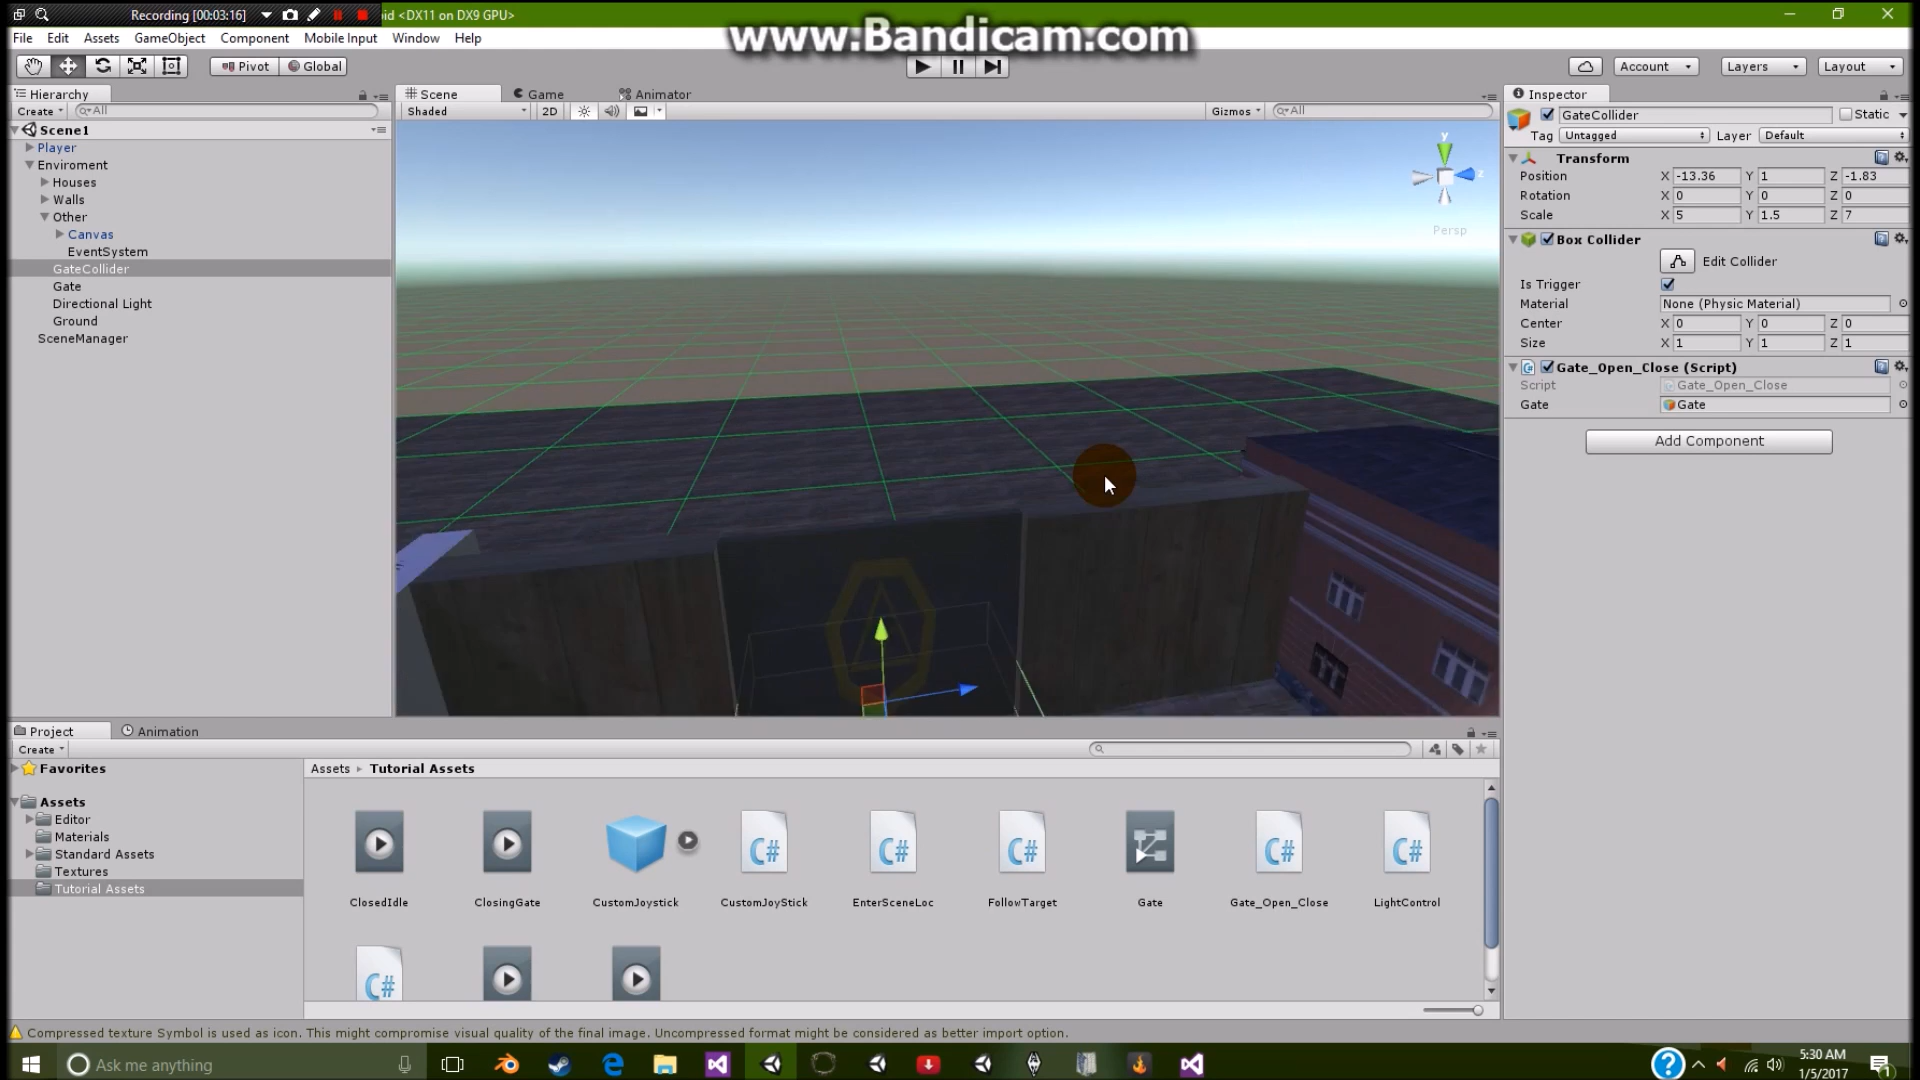 Recording [00:03:16]
oid <DX11 on DX9 GPU>
www.Bandicam.com
File Edit Assets GameObject Component Mobile Input Window Help
Pivot Global
Account Layers Layout
Hierarchy
Create All
Scene1
Player
Enviroment
Houses
Walls
Other
Canvas
EventSystem
GateCollider
Gate
Directional Light
Ground
SceneManager
Scene Game Animator
Shaded 2D Gizmos All
y
z
Persp
Inspector
GateCollider Static
Tag Untagged Layer Default
Transform
Position X -13.36 Y 1 Z -1.83
Rotation X 0 Y 0 Z 0
Scale X 5 Y 1.5 Z 7
Box Collider
Edit Collider
Is Trigger
Material None (Physic Material)
Center X 0 Y 0 Z 0
Size X 1 Y 1 Z 1
Gate_Open_Close (Script)
Script Gate_Open_Close
Gate Gate
Add Component
Project Animation
Create
Favorites
Assets
Editor
Materials
Standard Assets
Textures
Tutorial Assets
Assets Tutorial Assets
C# C# C# C# C#
ClosedIdle ClosingGate CustomJoystick CustomJoyStick EnterSceneLoc FollowTarget Gate Gate_Open_Close LightControl
C#
Compressed texture Symbol is used as icon. This might compromise visual quality of the final image. Uncompressed format might be considered as better import option.
Ask me anything
5:30 AM
1/5/2017